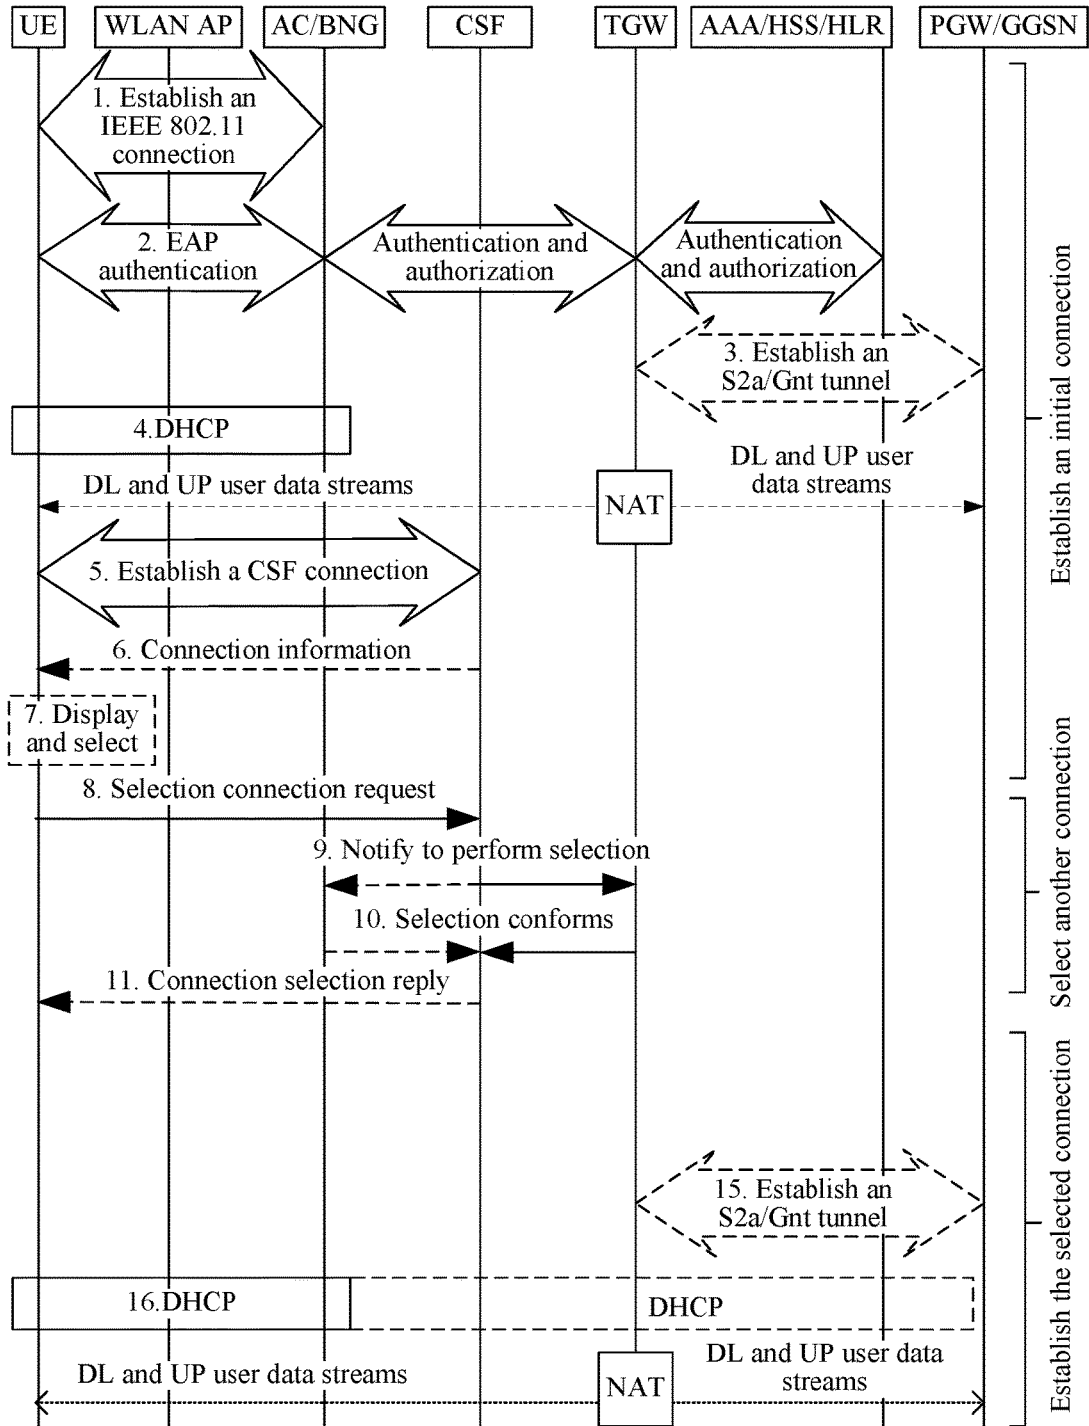 UE
WLAN AP
AC/BNG
CSF
TGW
AAA/HSS/HLR
PGW/GGSN
1. Establish an
IEEE 802.11
connection
2. EAP
authentication
Authentication and
authorization
Authentication
and authorization
3. Establish an
S2a/Gnt tunnel
4.DHCP
DL and UP user data streams
NAT
DL and UP user
data streams
5. Establish a CSF connection
6. Connection information
7. Display
and select
Establish an initial connection
8. Selection connection request
9. Notify to perform selection
10. Selection conforms
11. Connection selection reply
Select another connection
15. Establish an
S2a/Gnt tunnel
16.DHCP
DHCP
DL and UP user data streams
NAT
DL and UP user data
streams
Establish the selected connection